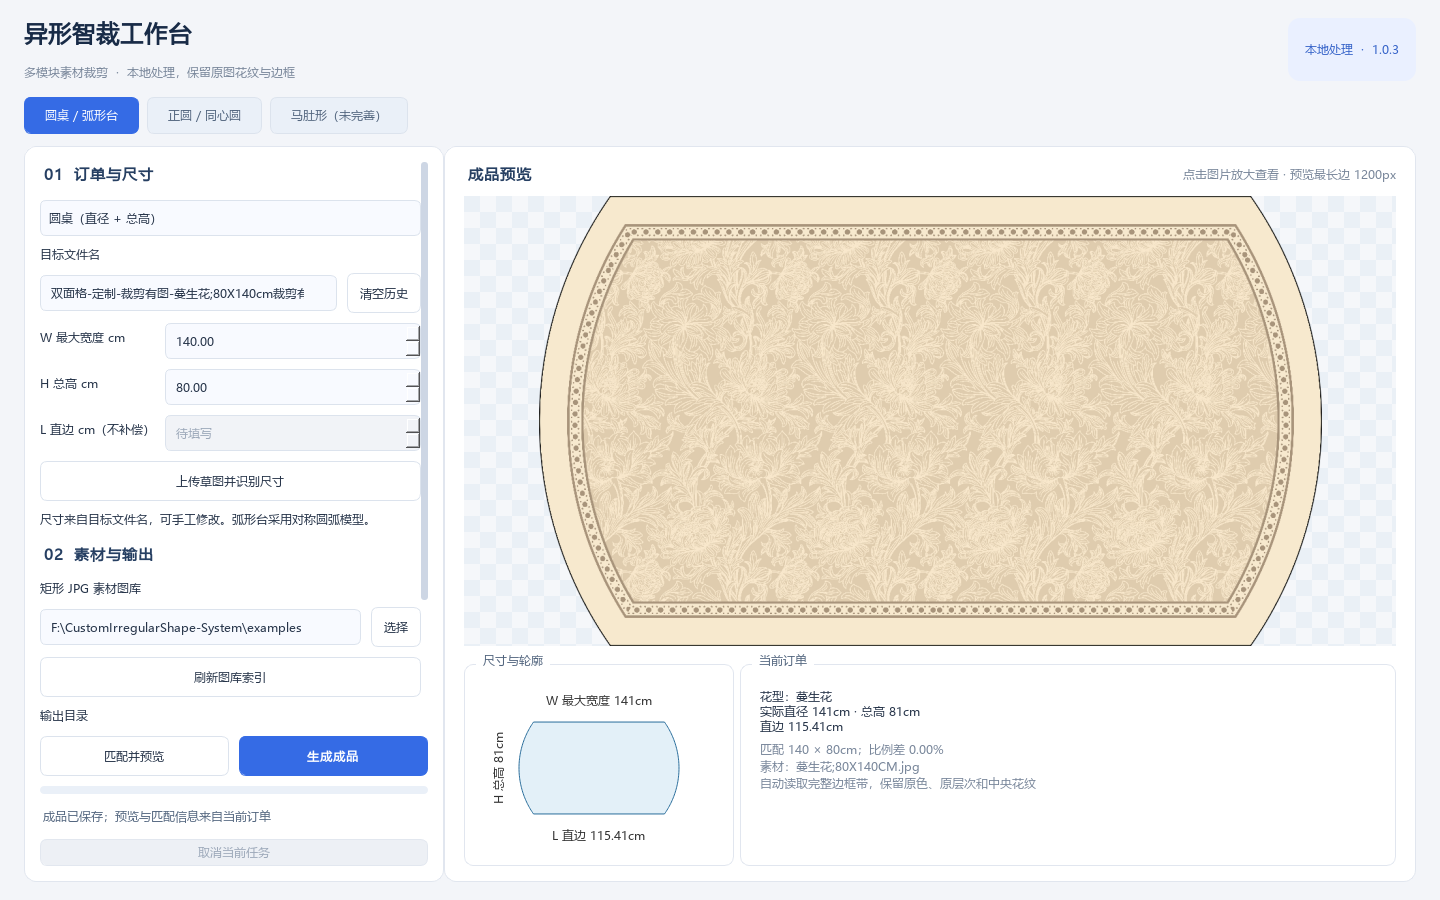 异形智裁工作台
多模块素材裁剪 · 本地处理，保留原图花纹与边框
本地处理 · 1.0.3
圆桌 / 弧形台
正圆 / 同心圆
马肚形（未完善）
01 订单与尺寸
圆桌（直径 + 总高）
目标文件名
双面格-定制-裁剪有图-蔓生花;80X140cm裁剪有
清空历史
W 最大宽度 cm
140.00
H 总高 cm
80.00
L 直边 cm（不补偿）
待填写
上传草图并识别尺寸
尺寸来自目标文件名，可手工修改。弧形台采用对称圆弧模型。
02 素材与输出
矩形 JPG 素材图库
F:\CustomIrregularShape-System\examples
选择
刷新图库索引
输出目录
匹配并预览
生成成品
成品已保存；预览与匹配信息来自当前订单
取消当前任务
成品预览
点击图片放大查看 · 预览最长边 1200px
尺寸与轮廓
W 最大宽度 141cm
H 总高 81cm
L 直边 115.41cm
当前订单
花型：蔓生花
实际直径 141cm · 总高 81cm
直边 115.41cm
匹配 140 × 80cm；比例差 0.00%
素材：蔓生花;80X140CM.jpg
自动读取完整边框带，保留原色、原层次和中央花纹